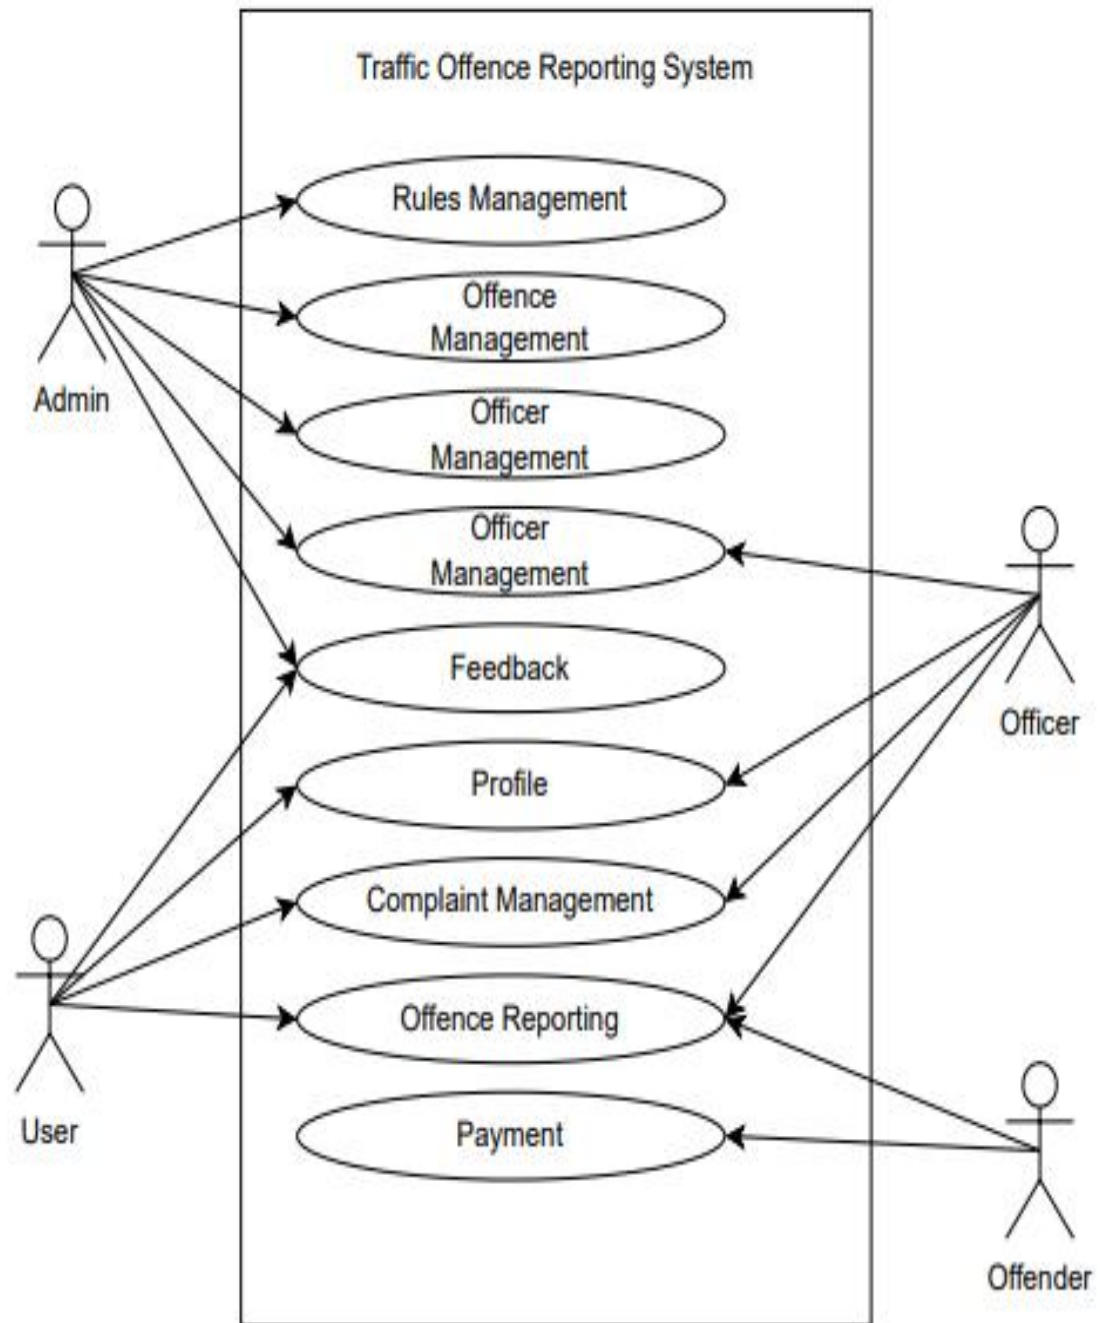 Traffic Offence Reporting System
Rules Management
Offence
Management
Admin
Officer
Management
Officer
Management
Feedback
Officer
Profile
Complaint Management
Offence Reporting
User
Payment
Offender